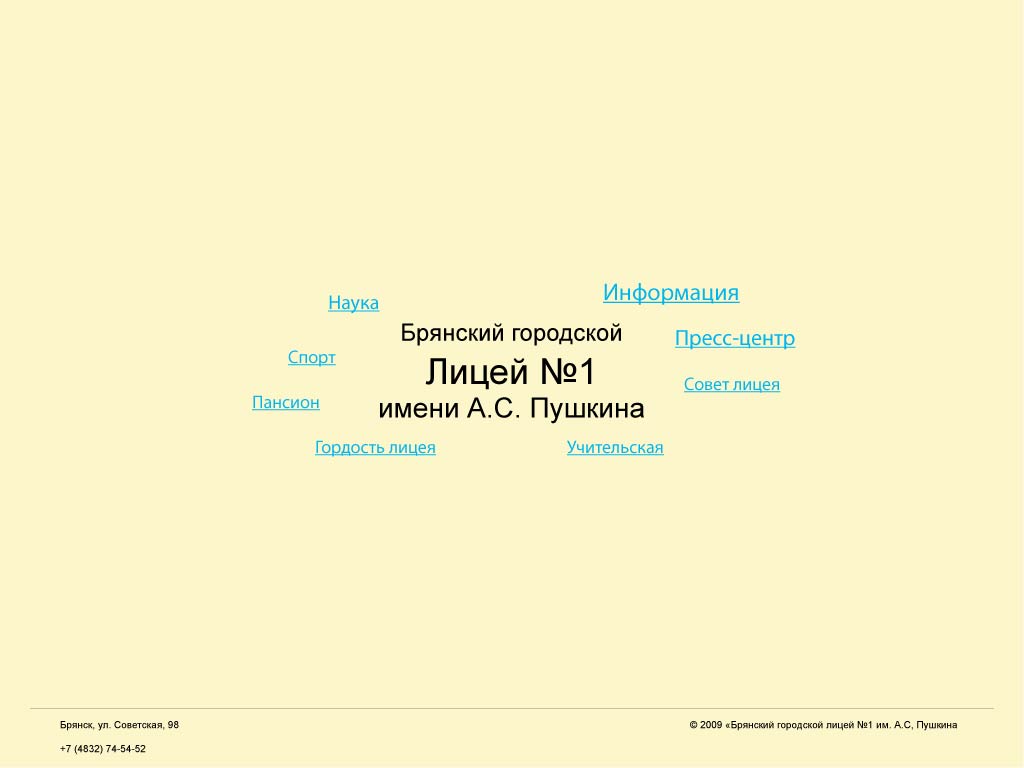 Информация
Наука
Брянский городской
Пресс-центр
Спорт
Лицей №1
Совет лицея
Пансион
имени А.С. Пушкина
Гордость лицея
Учительская
Брянск, ул. Советская, 98
© 2009 «Брянский городской лицей №1 им. А.С, Пушкина
+7 (4832) 74-54-52